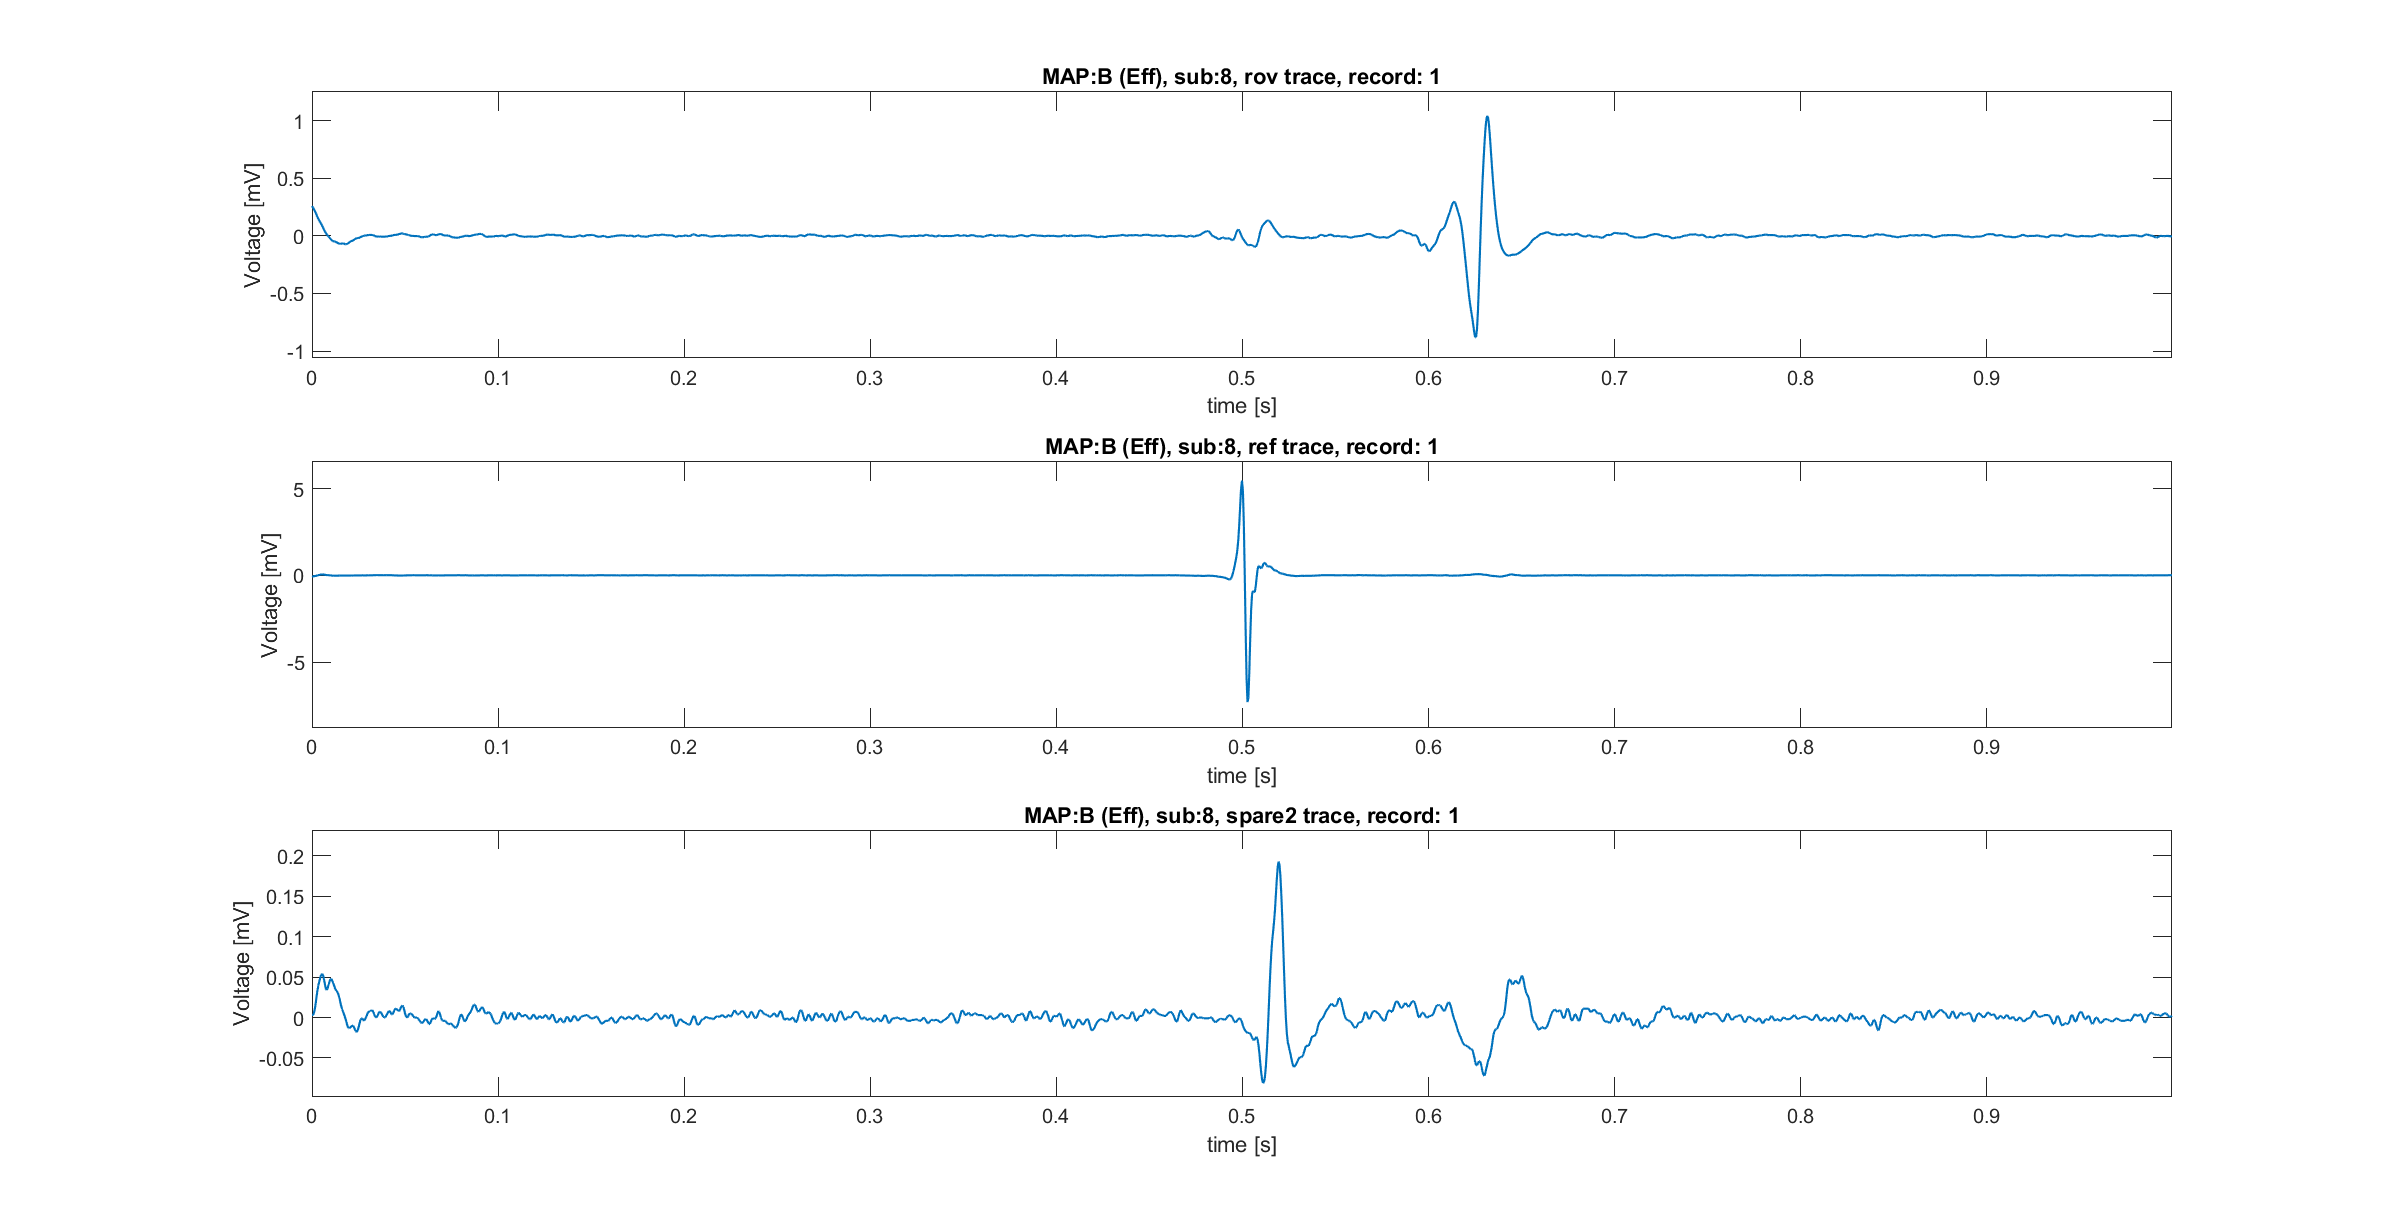 MAP:B (Eff), sub:8, rov trace, record: 1
Voltage [mV]
1
0.5
0
-0.5
-1
0 0.1 0.2 0.3 0.4 0.5 0.6 0.7 0.8 0.9
time [s]
MAP:B (Eff), sub:8, ref trace, record: 1
Voltage [mV]
5
0
-5
0 0.1 0.2 0.3 0.4 0.5 0.6 0.7 0.8 0.9
time [s]
MAP:B (Eff), sub:8, spare2 trace, record: 1
Voltage [mV]
0.2
0.15
0.1
0.05
0
-0.05
0 0.1 0.2 0.3 0.4 0.5 0.6 0.7 0.8 0.9
time [s]